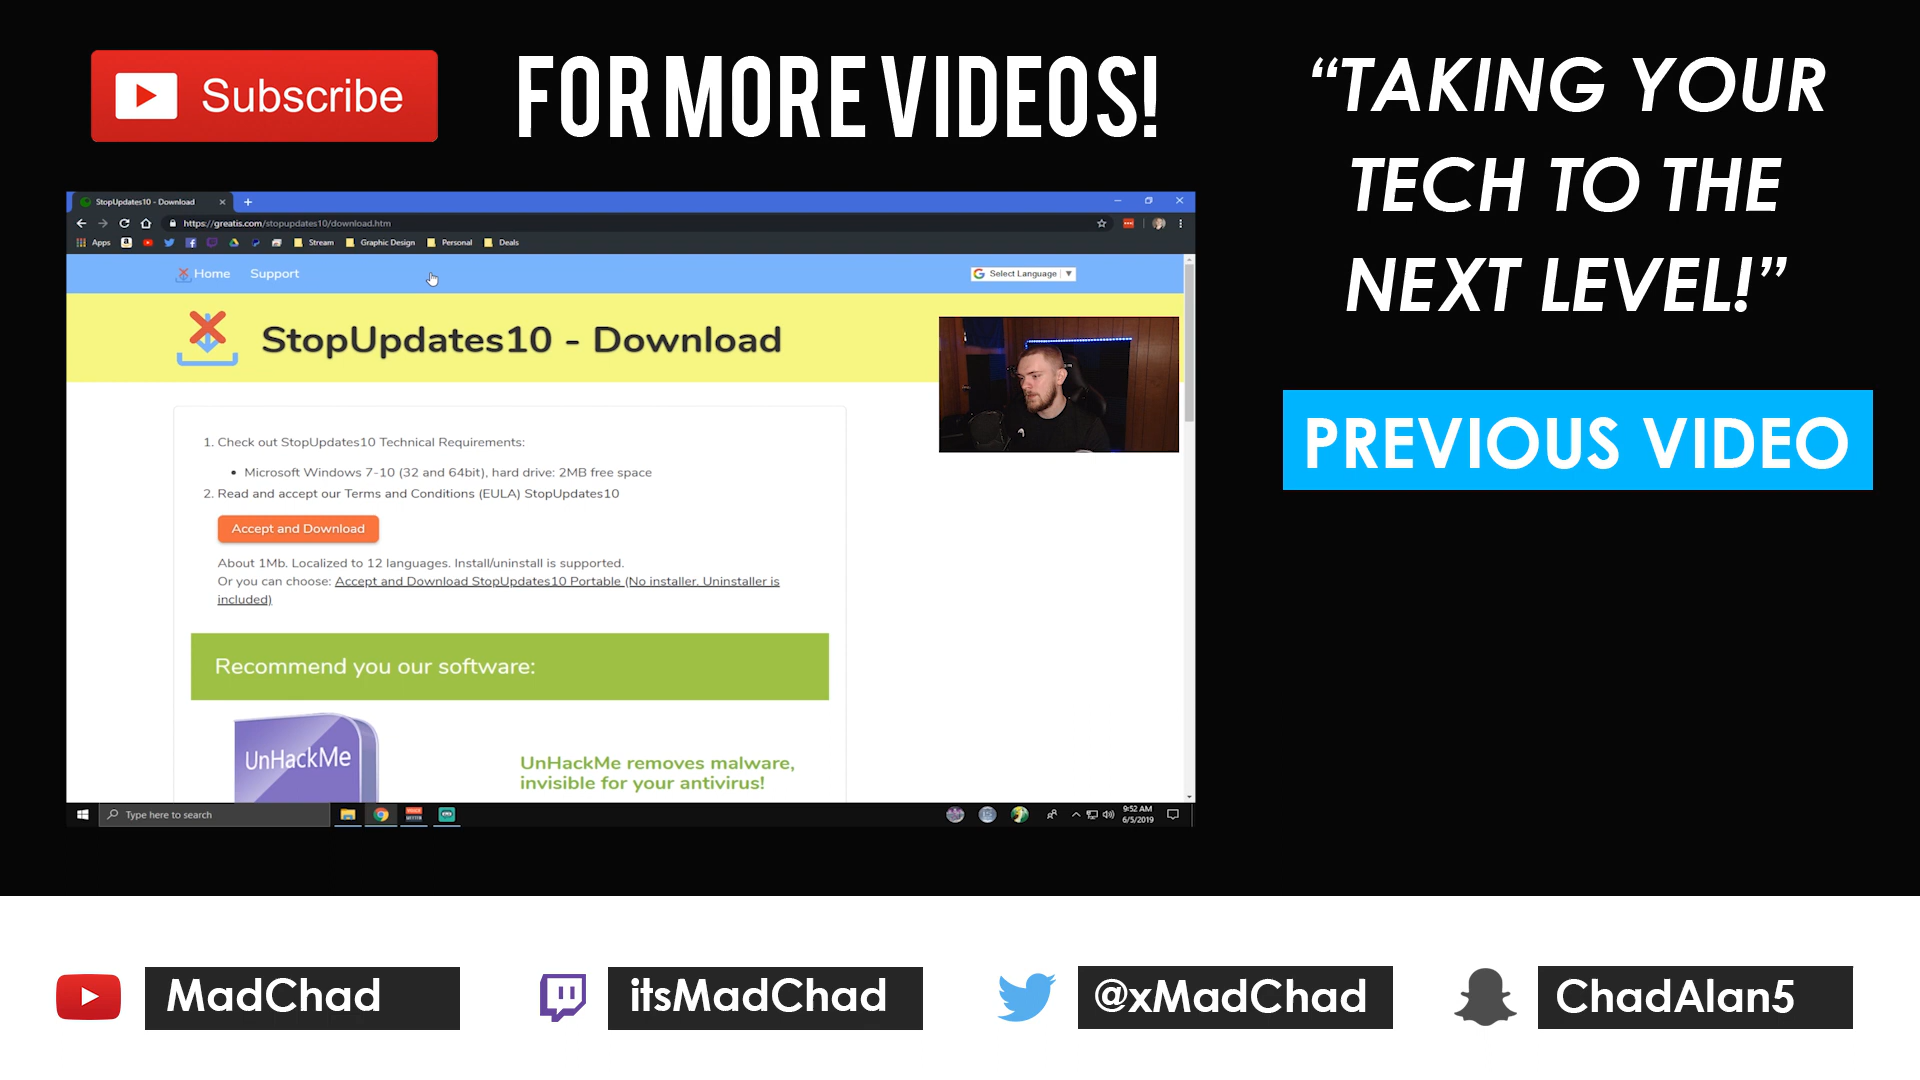 Subscribe
FOR MORE VIDEOS!
“TAKING YOUR
TECH TO THE
NEXT LEVEL!”
StopUpdates10 - Download
https://greatis.com/stopupdates10/download.htm
Apps
Stream
Graphic Design
Personal
Deals
Home
Support
Select Language
StopUpdates10 - Download
1. Check out StopUpdates10 Technical Requirements:
• Microsoft Windows 7-10 (32 and 64bit), hard drive: 2MB free space
2. Read and accept our Terms and Conditions (EULA) StopUpdates10
Accept and Download
About 1Mb. Localized to 12 languages. Install/uninstall is supported.
Or you can choose: Accept and Download StopUpdates10 Portable (No installer. Uninstaller is
included)
Recommend you our software:
UnHackMe
UnHackMe removes malware,
invisible for your antivirus!
Type here to search
9:52 AM
6/5/2019
PREVIOUS VIDEO
MadChad
itsMadChad
@xMadChad
ChadAlan5